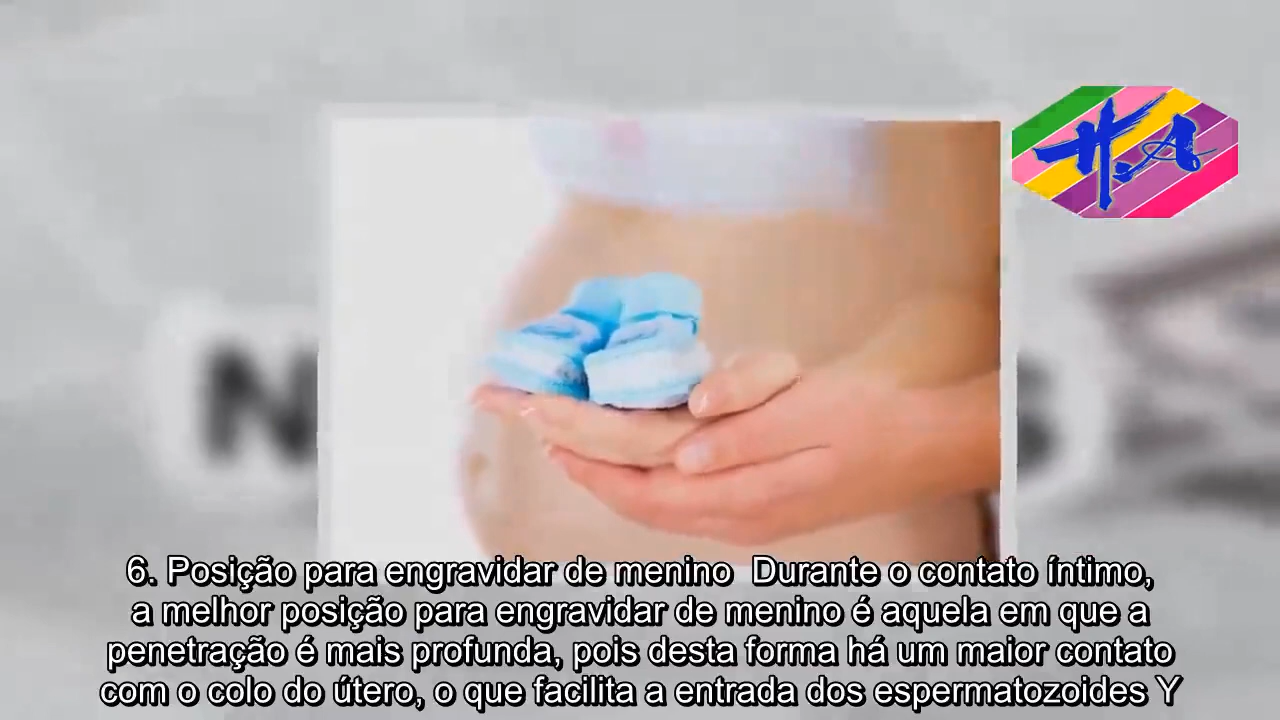 H.A
N
S
6. Posição para engravidar de menino  Durante o contato íntimo,
a melhor posição para engravidar de menino é aquela em que a
penetração é mais profunda, pois desta forma há um maior contato
com o colo do útero, o que facilita a entrada dos espermatozoides Y